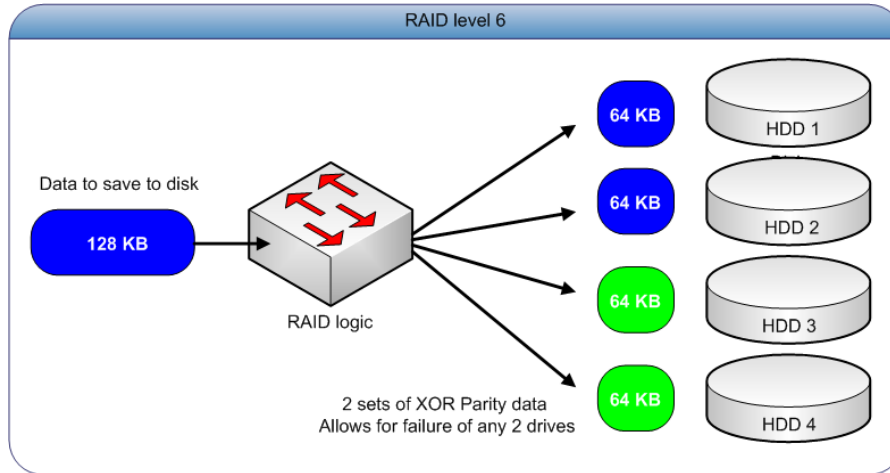 RAID level 6
64 KB
HDD 1
Data to save to disk
64 KB
128 KB
HDD 2
64 KB
RAID logic
HDD 3
2 sets of XOR Parity data
Allows for failure of any 2 drives
64 KB
HDD 4